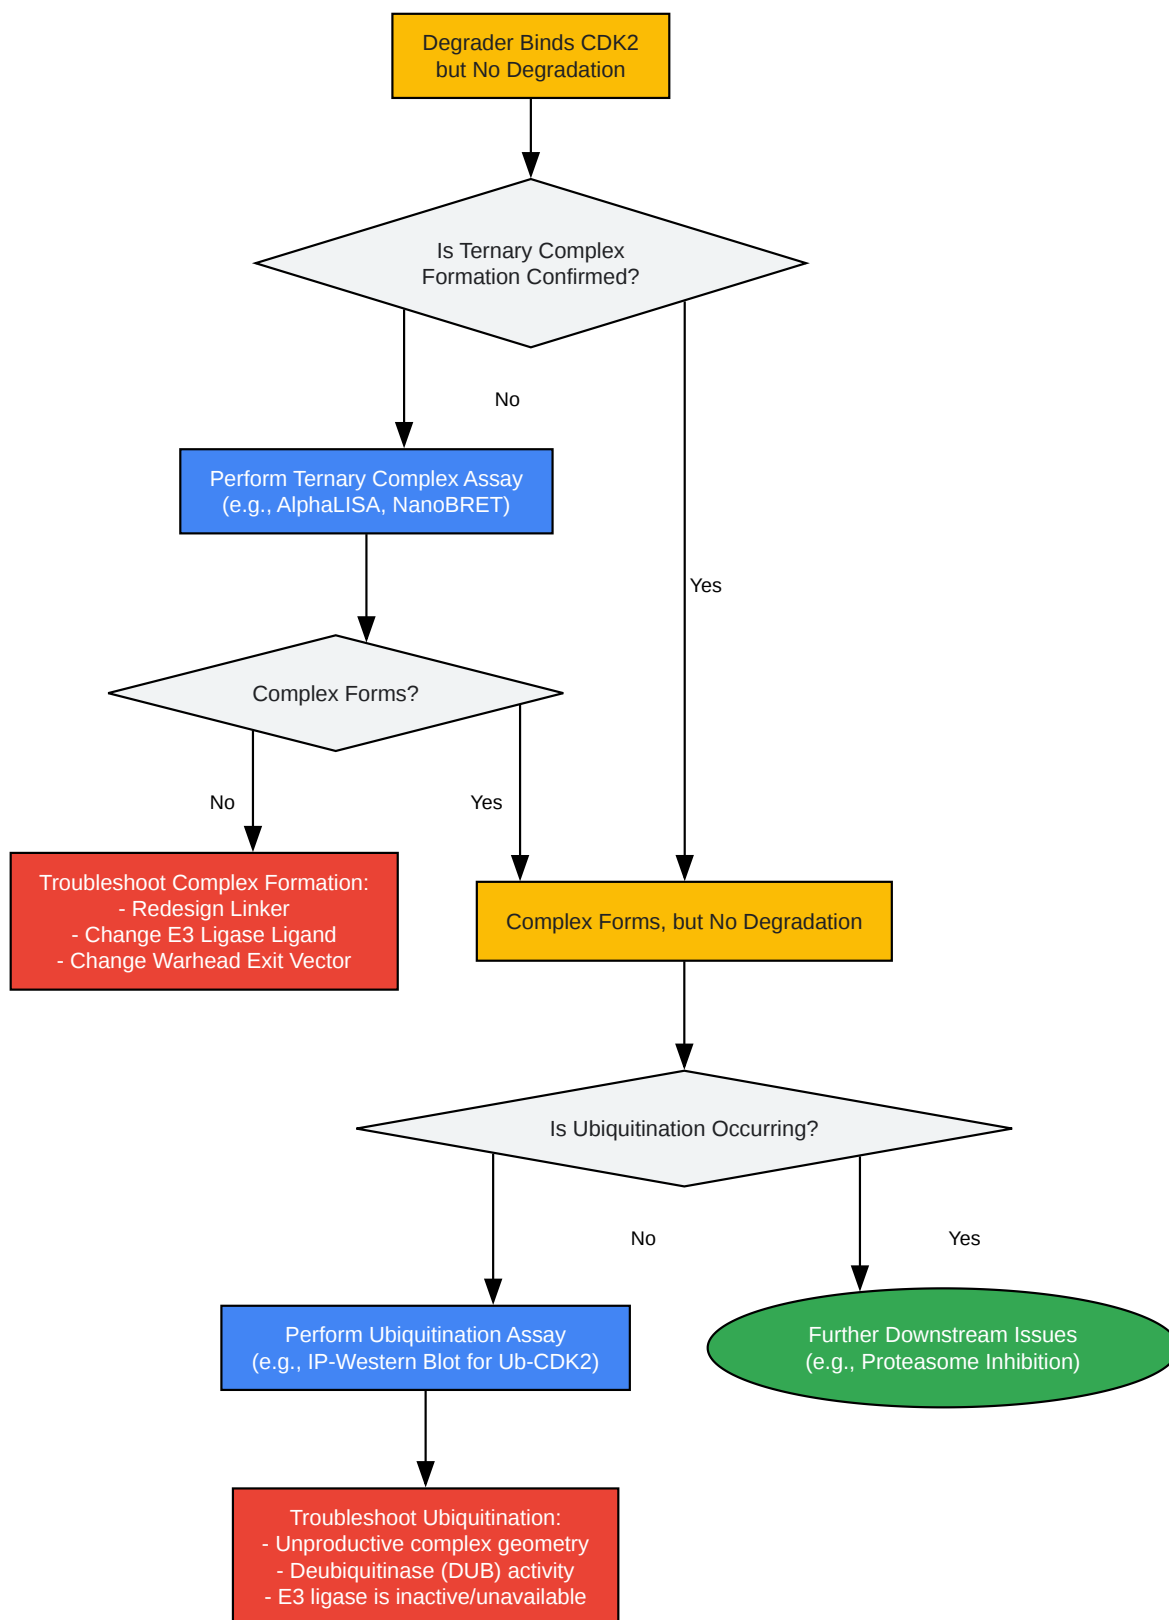 Degrader Binds CDK2
but No Degradation
Is Ternary Complex
Formation Confirmed?
No
Perform Ternary Complex Assay
(e.g., AlphaLISA, NanoBRET)
Yes
Complex Forms?
No
Yes
Troubleshoot Complex Formation:
- Redesign Linker
- Change E3 Ligase Ligand
- Change Warhead Exit Vector
Complex Forms, but No Degradation
Is Ubiquitination Occurring?
No
Yes
Perform Ubiquitination Assay
(e.g., IP-Western Blot for Ub-CDK2)
Further Downstream Issues
(e.g., Proteasome Inhibition)
Troubleshoot Ubiquitination:
- Unproductive complex geometry
- Deubiquitinase (DUB) activity
- E3 ligase is inactive/unavailable